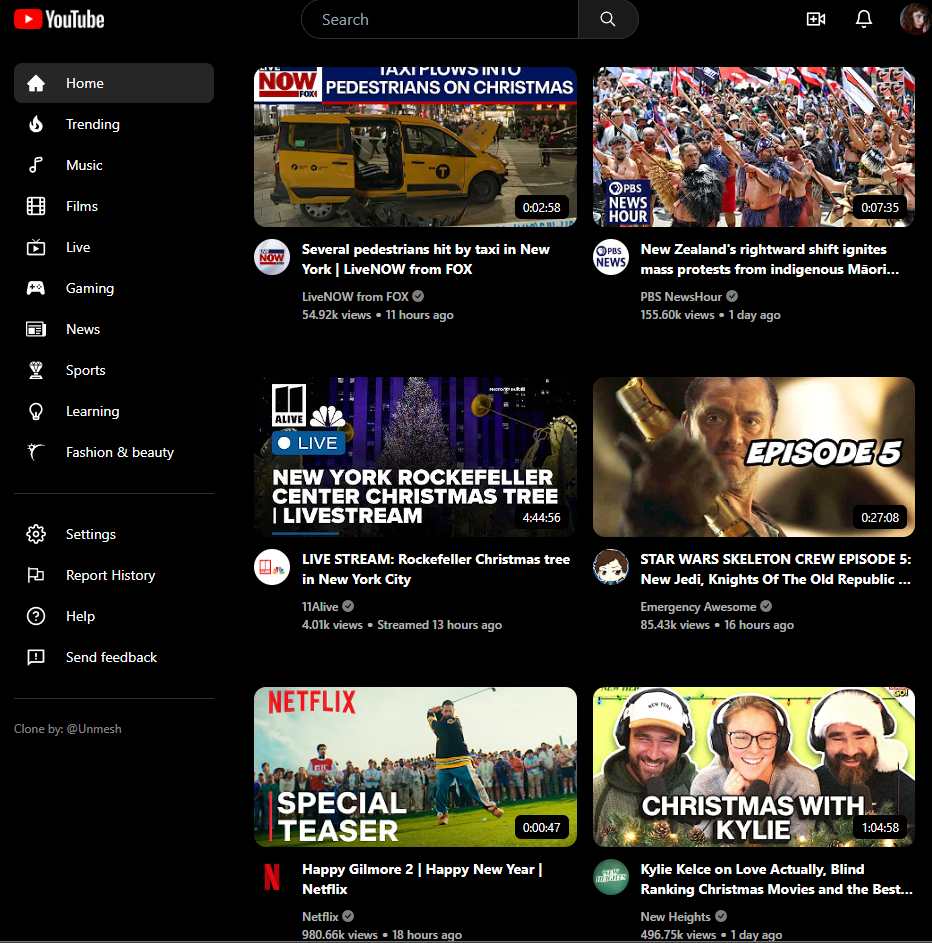 YouTube
Search
Home
Trending
Music
Films
Live
Gaming
News
Sports
Learning
Fashion & beauty
Settings
Report History
Help
Send feedback
Clone by: @Unmesh
LIVE
NOW
FOX
TAXI PLOWS INTO
PEDESTRIANS ON CHRISTMAS
0:02:58
NOW
Several pedestrians hit by taxi in New
York | LiveNOW from FOX
LiveNOW from FOX
54.92k views • 11 hours ago
PBS
NEWS
HOUR
0:07:35
PBS
NEWS
New Zealand's rightward shift ignites
mass protests from indigenous Māori...
PBS NewsHour
155.60k views • 1 day ago
11
ALIVE
LIVE
NEW YORK ROCKEFELLER
CENTER CHRISTMAS TREE
| LIVESTREAM
4:44:56
LIVE STREAM: Rockefeller Christmas tree
in New York City
11Alive
4.01k views • Streamed 13 hours ago
EPISODE 5
0:27:08
STAR WARS SKELETON CREW EPISODE 5:
New Jedi, Knights Of The Old Republic ...
Emergency Awesome
85.43k views • 16 hours ago
NETFLIX
SPECIAL
TEASER
0:00:47
N
Happy Gilmore 2 | Happy New Year |
Netflix
Netflix
980.66k views • 18 hours ago
NEW YORK
CHRISTMAS WITH
KYLIE
1:04:58
NEW
HEIGHTS
Kylie Kelce on Love Actually, Blind
Ranking Christmas Movies and the Best...
New Heights
496.75k views • 1 day ago